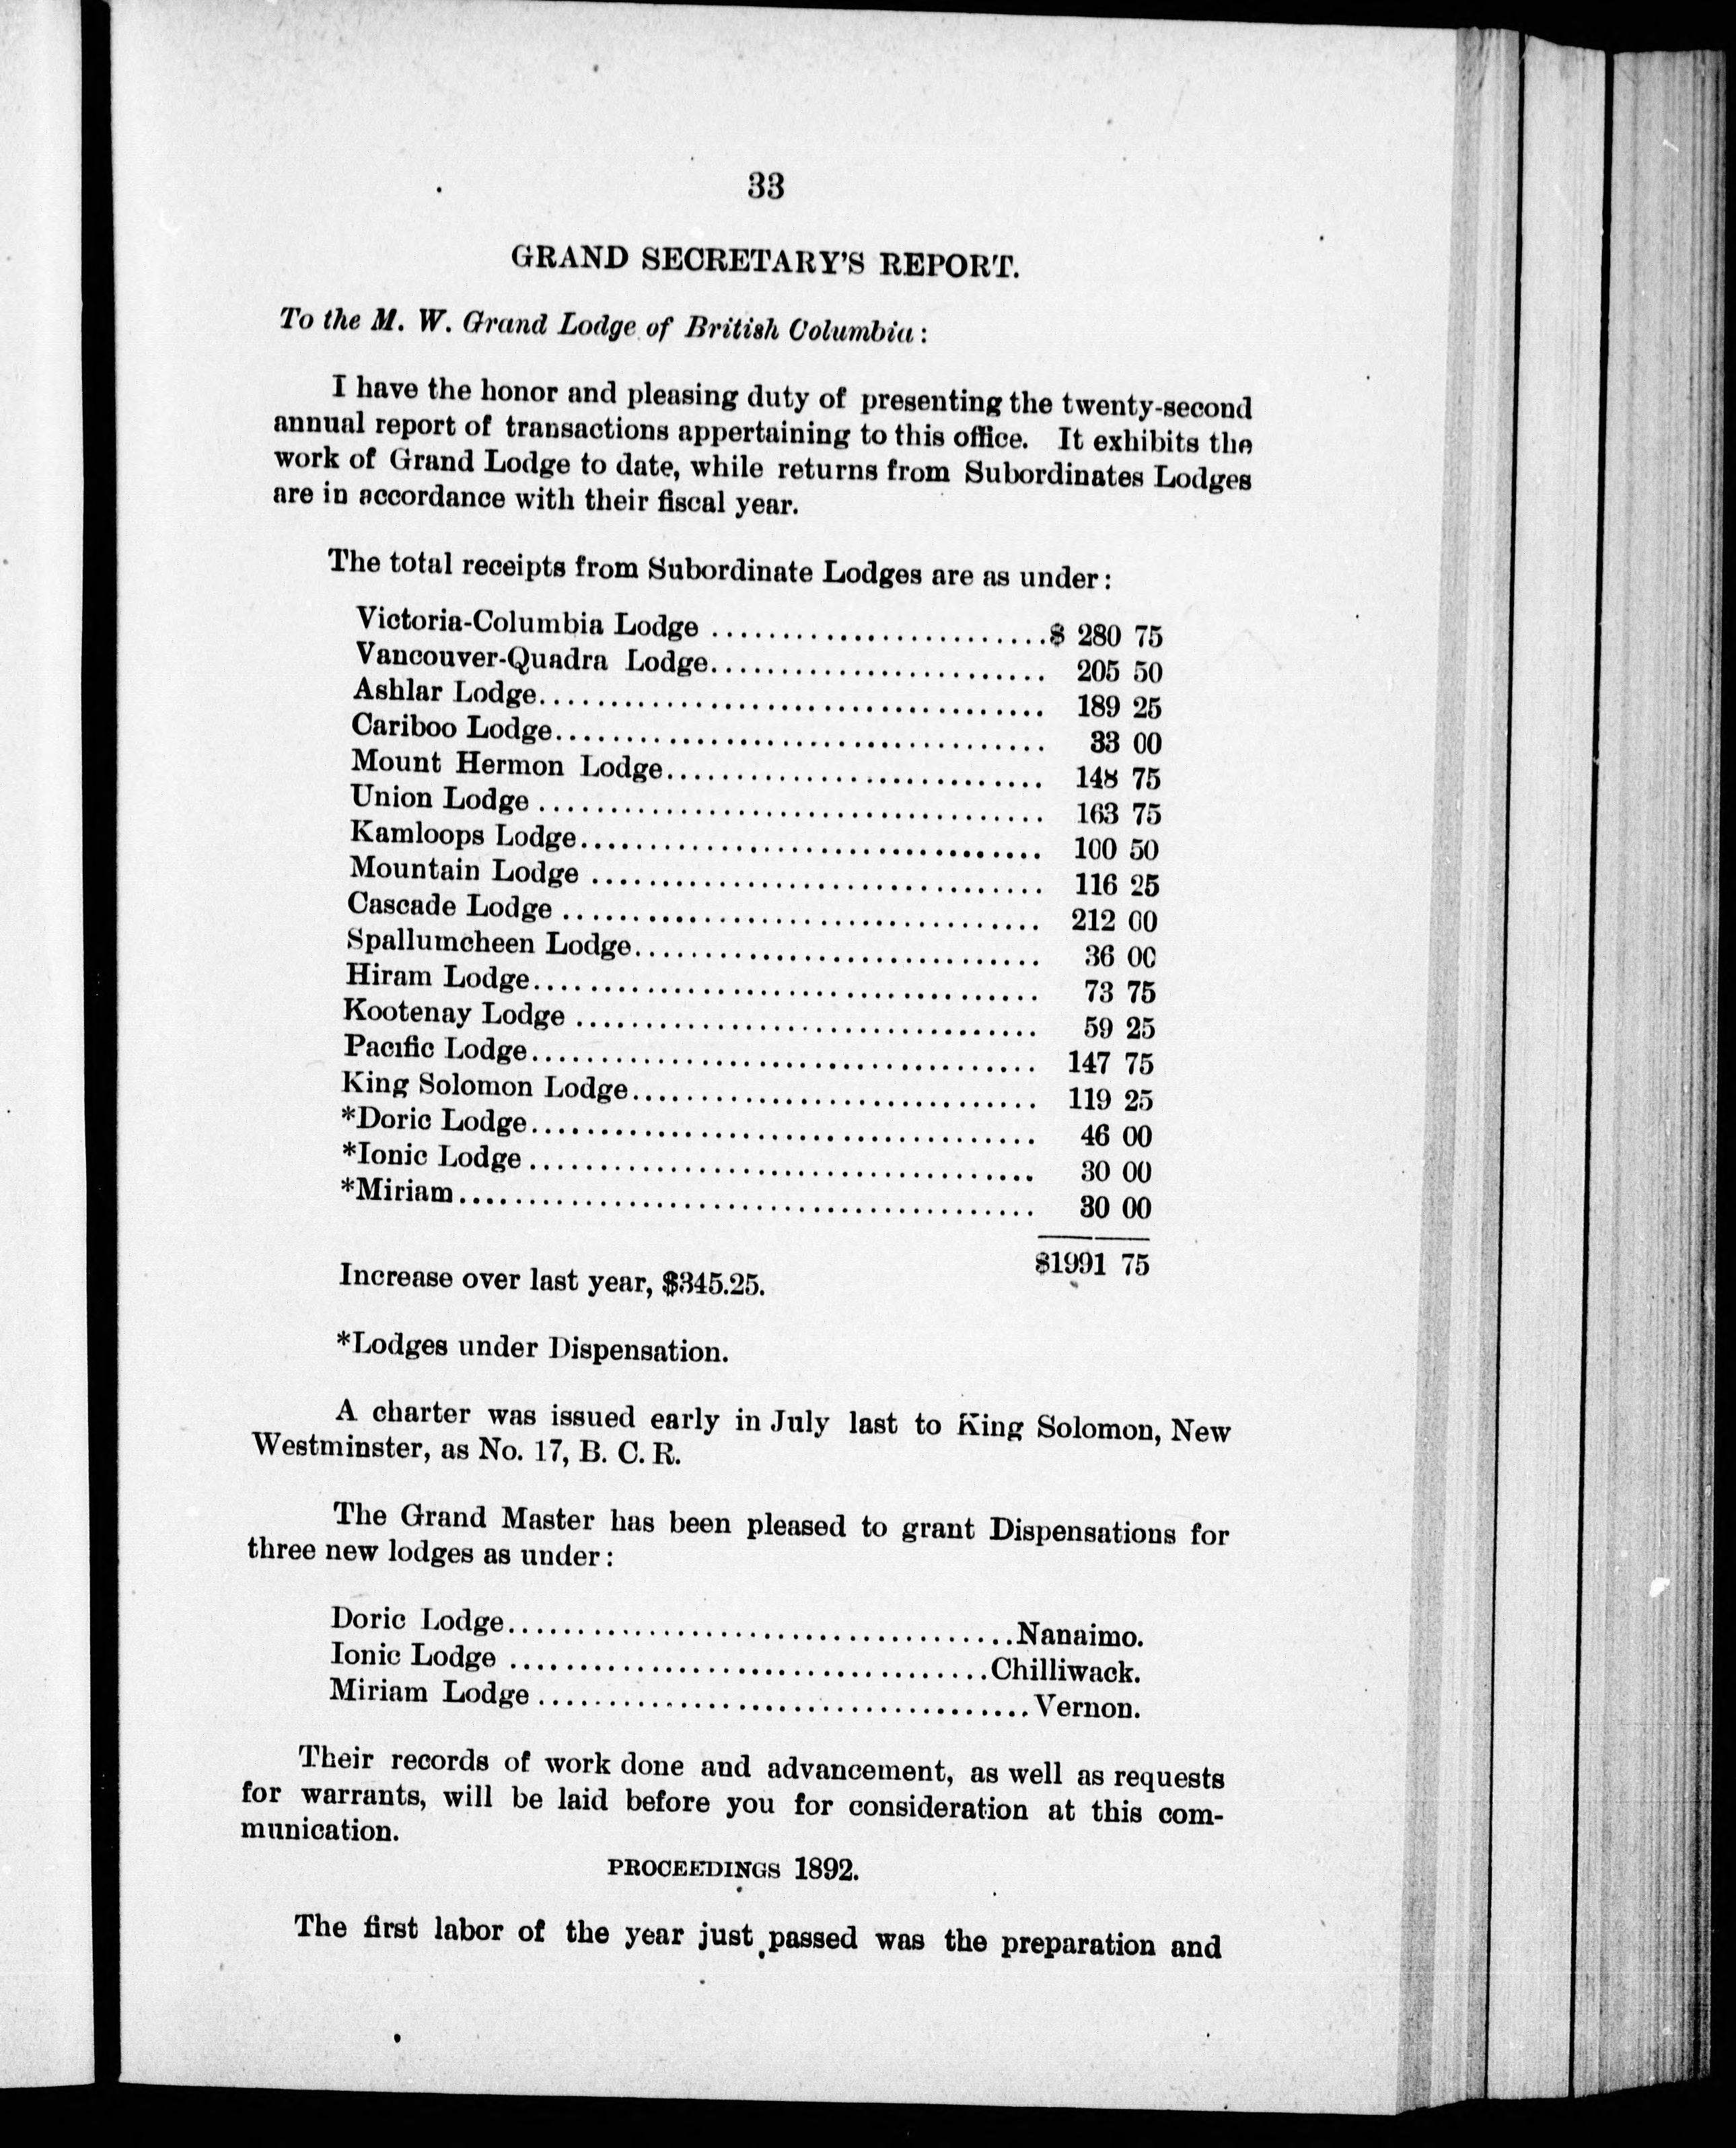 33
GRAND SECRETARY'S REPORT.
To the M. W. Grand Lodge of British Columbia:
I have the honor and pleasing duty of presenting the twenty-second
annual report of transactions appertaining to this office. It exhibits the
work of Grand Lodge to date, while returns from Subordinates Lodges
are in accordance with their fiscal year.
The total receipts from Subordinate Lodges are as under:
Victoria-Columbia Lodge ........................$ 280 75
Vancouver-Quadra Lodge........................ 205 50
Ashlar Lodge.................................... 189 25
Cariboo Lodge................................... 33 00
Mount Hermon Lodge........................... 148 75
Union Lodge .................................... 163 75
Kamloops Lodge................................. 100 50
Mountain Lodge ................................ 116 25
Cascade Lodge .................................. 212 00
Spallumcheen Lodge............................. 36 00
Hiram Lodge.................................... 73 75
Kootenay Lodge ................................. 59 25
Pacific Lodge.................................... 147 75
King Solomon Lodge............................. 119 25
*Doric Lodge.................................... 46 00
*Ionic Lodge .................................... 30 00
*Miriam......................................... 30 00
$1991 75
Increase over last year, $345.25.
*Lodges under Dispensation.
A charter was issued early in July last to King Solomon, New
Westminster, as No. 17, B. C. R.
The Grand Master has been pleased to grant Dispensations for
three new lodges as under:
Doric Lodge....................................Nanaimo.
Ionic Lodge ..................................Chilliwack.
Miriam Lodge ...................................Vernon.
Their records of work done and advancement, as well as requests
for warrants, will be laid before you for consideration at this com-
munication.
PROCEEDINGS 1892.
The first labor of the year just passed was the preparation and